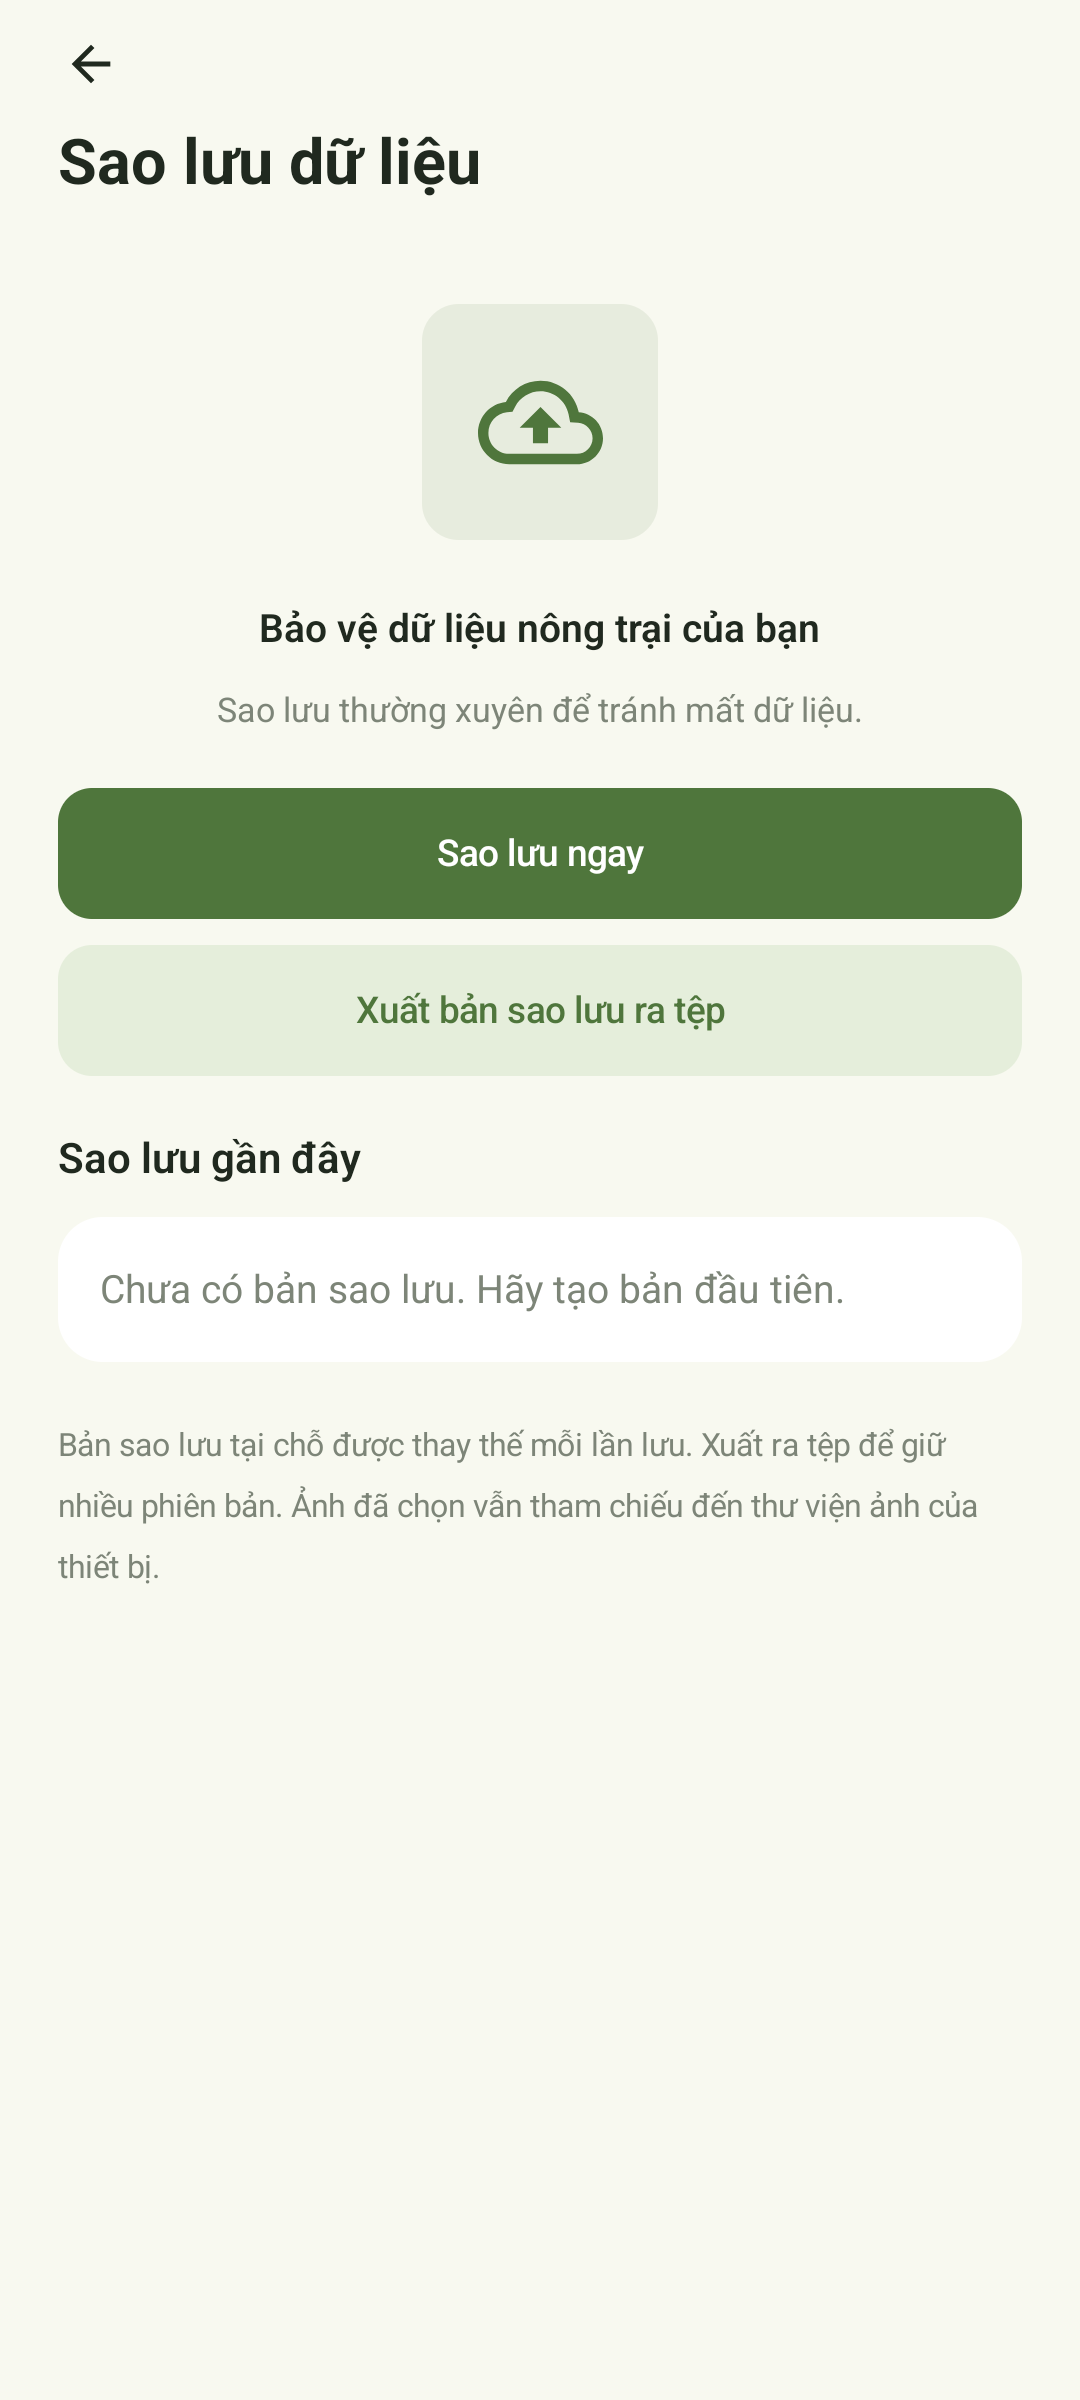 Sao lưu dữ liệu
Bảo vệ dữ liệu nông trại của bạn
Sao lưu thường xuyên để tránh mất dữ liệu.
Sao lưu ngay
Xuất bản sao lưu ra tệp
Sao lưu gần đây
Chưa có bản sao lưu. Hãy tạo bản đầu tiên.
Bản sao lưu tại chỗ được thay thế mỗi lần lưu. Xuất ra tệp để giữ
nhiều phiên bản. Ảnh đã chọn vẫn tham chiếu đến thư viện ảnh của
thiết bị.